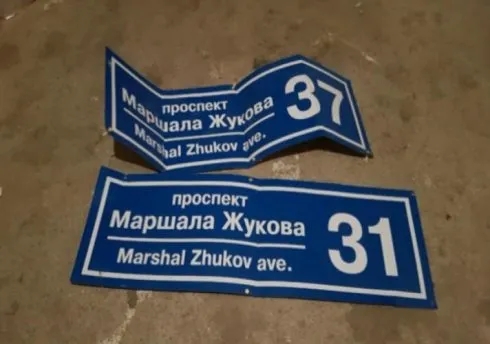 проспект
Маршала Жукова
Marshal Zhukov ave.
37
проспект
Маршала Жукова
Marshal Zhukov ave.
31